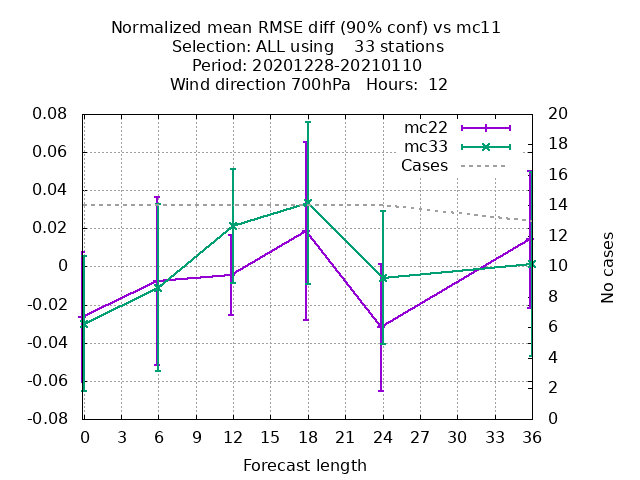 Normalized mean RMSE diff (90% conf) vs mc11
Selection: ALL using    33 stations
Period: 20201228-20210110
Wind direction 700hPa   Hours:  12
mc22
mc33
Cases
0.08
0.06
0.04
0.02
0
-0.02
-0.04
-0.06
-0.08
20
18
16
14
12
10
8
6
4
2
0
No cases
0 3 6 9 12 15 18 21 24 27 30 33 36
Forecast length